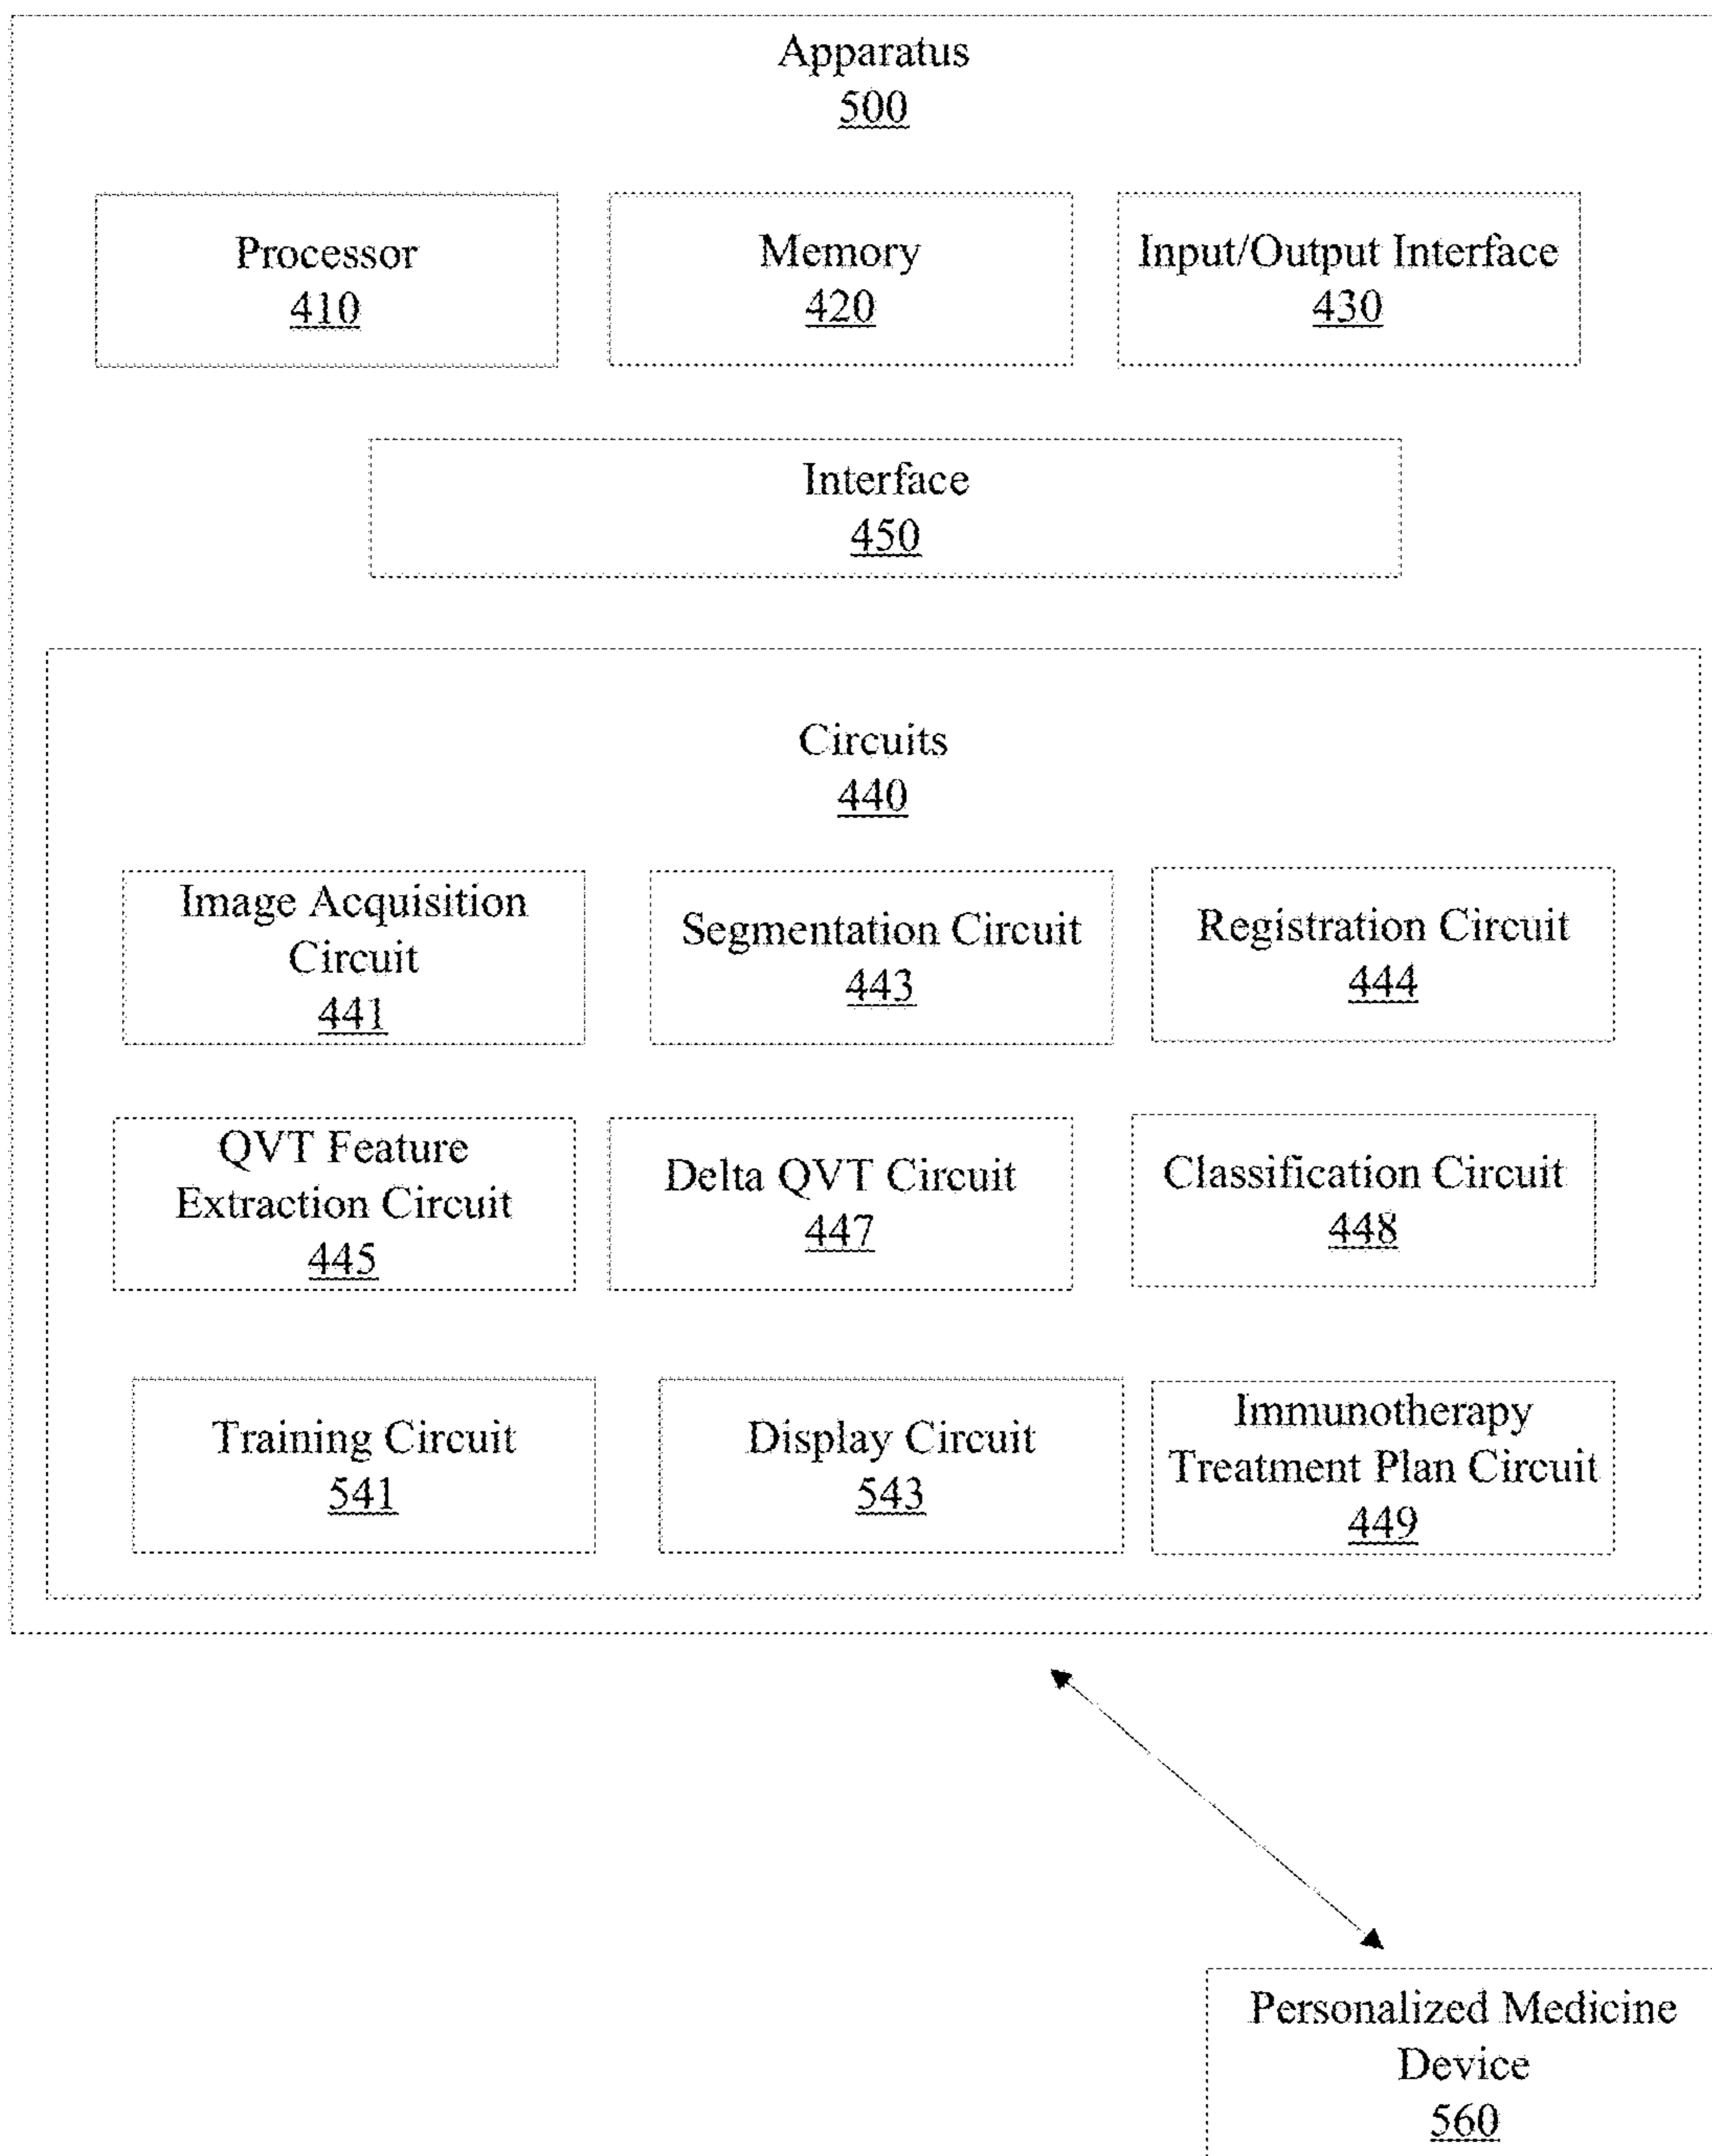 Apparatus
500
Processor
410
Memory
420
Input/Output Interface
430
Interface
450
Circuits
440
Image Acquisition
Circuit
441
Segmentation Circuit
443
Registration Circuit
444
QVT Feature
Extraction Circuit
445
Delta QVT Circuit
447
Classification Circuit
448
Training Circuit
541
Display Circuit
543
Immunotherapy
Treatment Plan Circuit
449
Personalized Medicine
Device
560